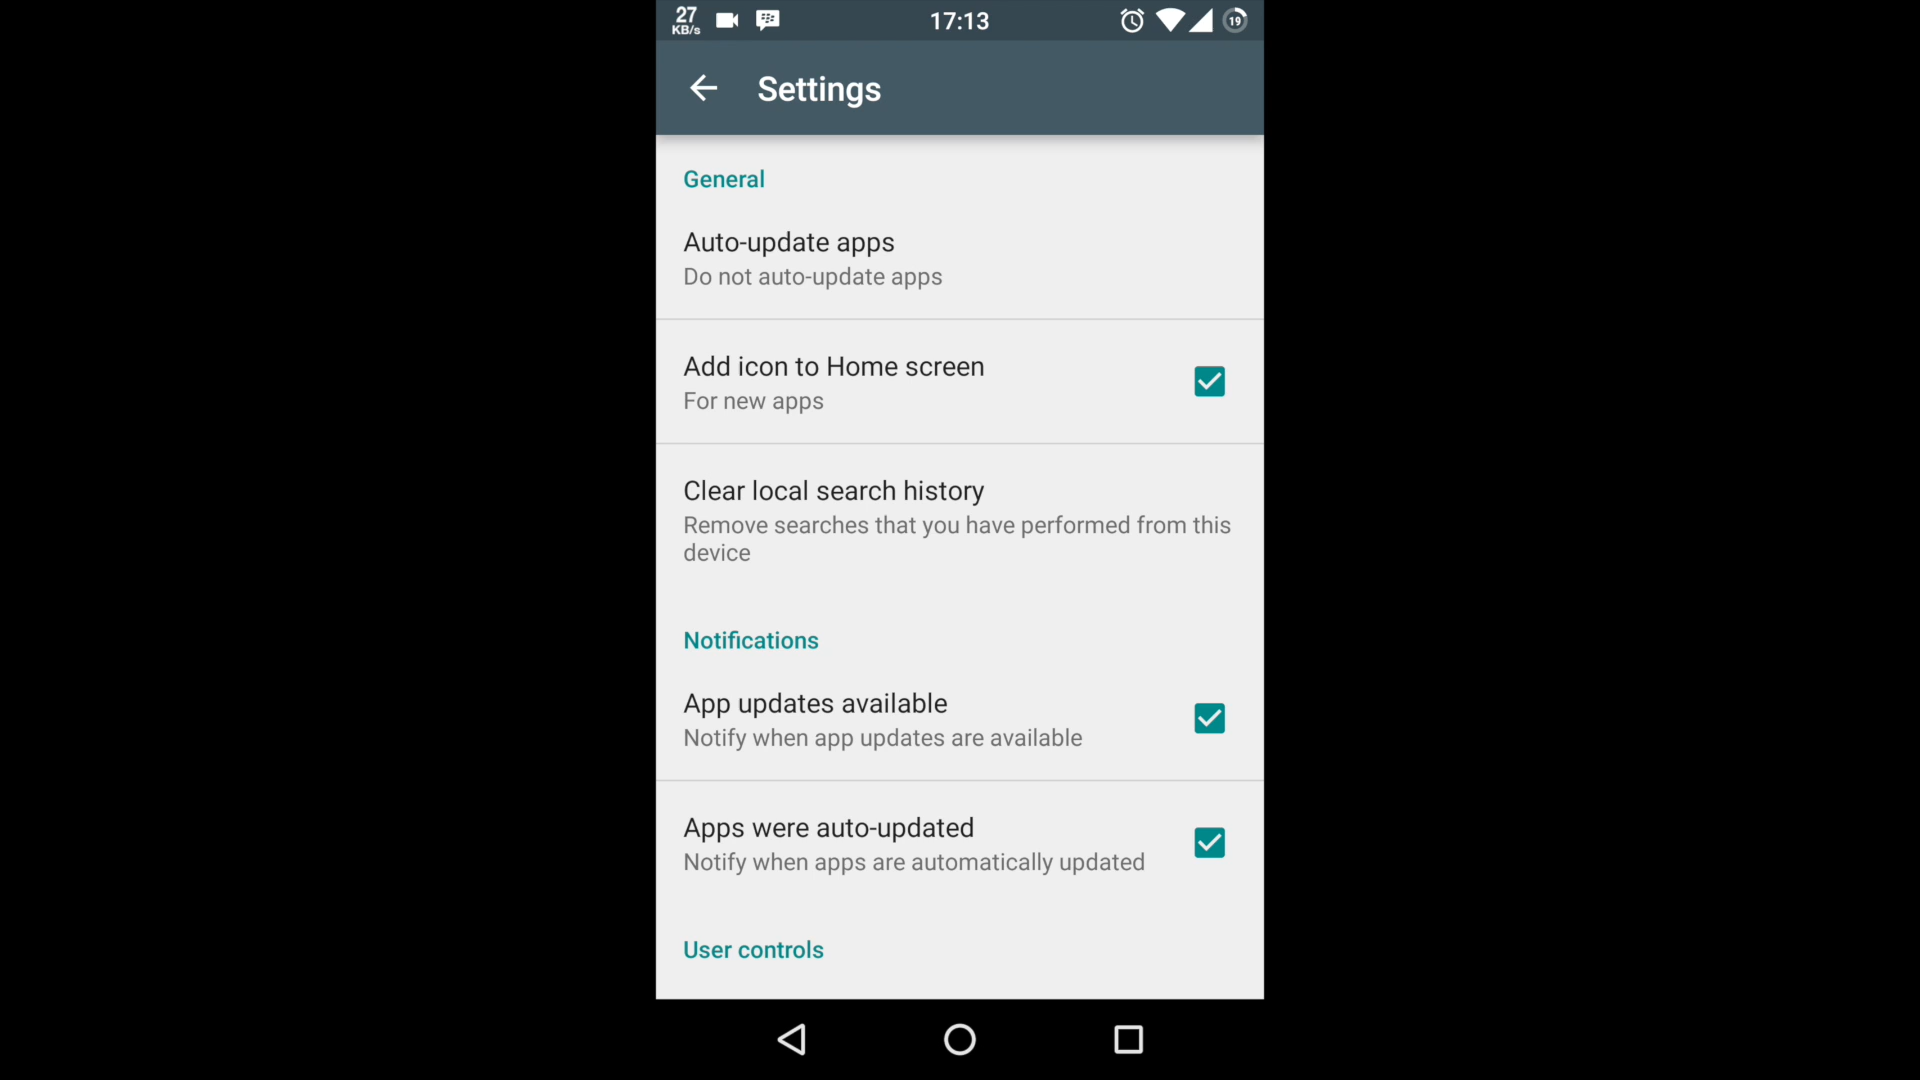 27
KB/s
17:13
19
Settings
General
Auto-update apps
Do not auto-update apps
Add icon to Home screen
For new apps
Clear local search history
Remove searches that you have performed from this
device
Notifications
App updates available
Notify when app updates are available
Apps were auto-updated
Notify when apps are automatically updated
User controls